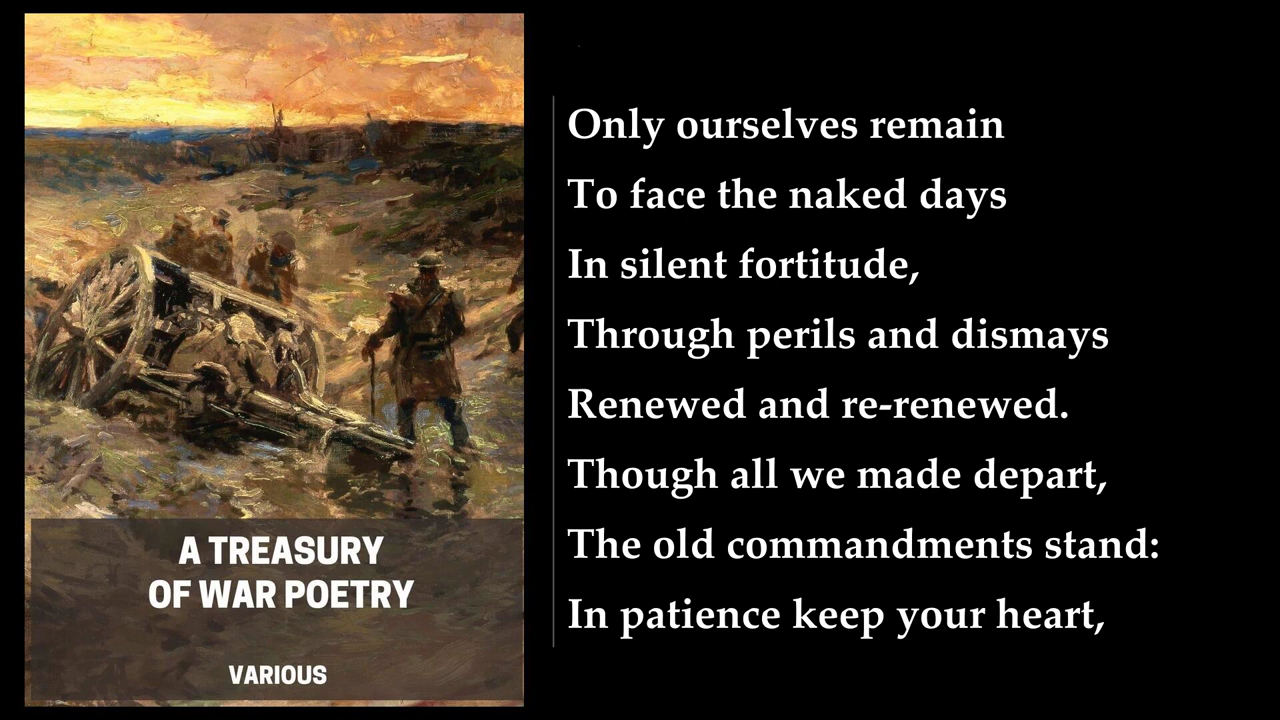 A TREASURY
OF WAR POETRY
VARIOUS
Only ourselves remain
To face the naked days
In silent fortitude,
Through perils and dismays
Renewed and re-renewed.
Though all we made depart,
The old commandments stand:
In patience keep your heart,